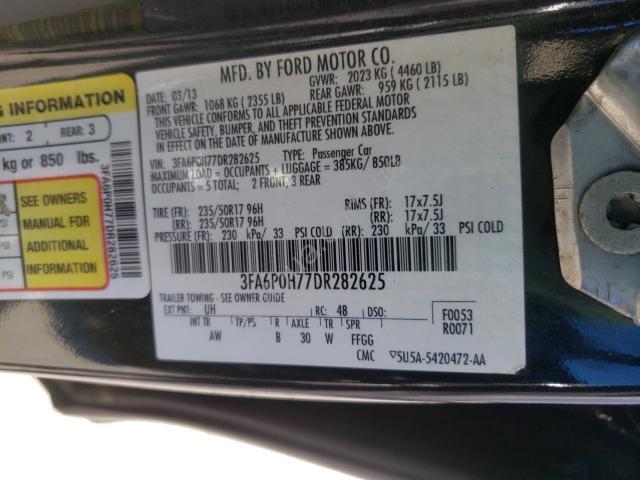 MFD. BY FORD MOTOR CO.
DATE: 03/13
GVWR: 2023 KG ( 4460 LB)
FRONT GAWR: 1068 KG ( 2355 LB)
REAR GAWR: 959 KG ( 2115 LB)
THIS VEHICLE CONFORMS TO ALL APPLICABLE FEDERAL MOTOR
VEHICLE SAFETY, BUMPER, AND THEFT PREVENTION STANDARDS IN
EFFECT ON THE DATE OF MANUFACTURE SHOWN ABOVE.
VIN: 3FA6P0H77DR282625
TYPE: Passenger Car
MAXIMUM LOAD = OCCUPANTS + LUGGAGE = 385KG/ 850LB
OCCUPANTS = 5 TOTAL; 2 FRONT, 3 REAR
TIRE (FR): 235/50R17 96H RIMS (FR): 17x7.5J
(RR): 235/50R17 96H (RR): 17x7.5J
PRESSURE (FR): 230 kPa/ 33 PSI COLD (RR): 230 kPa/ 33 PSI COLD
3FA6P0H77DR282625
TRAILER TOWING - SEE OWNER GUIDE
EXT PNT: UH RC: 48 DSO:
F0053
R0071
INT TR TP/PS R AXLE TR SPR
AW B 30 W FFGG
CMC
5U5A-5420472-AA
INFORMATION
2 REAR: 3
kg or 850 lbs.
SEE OWNERS
MANUAL FOR
ADDITIONAL
INFORMATION
PSI
PSI
3FA6P0H77DR282625